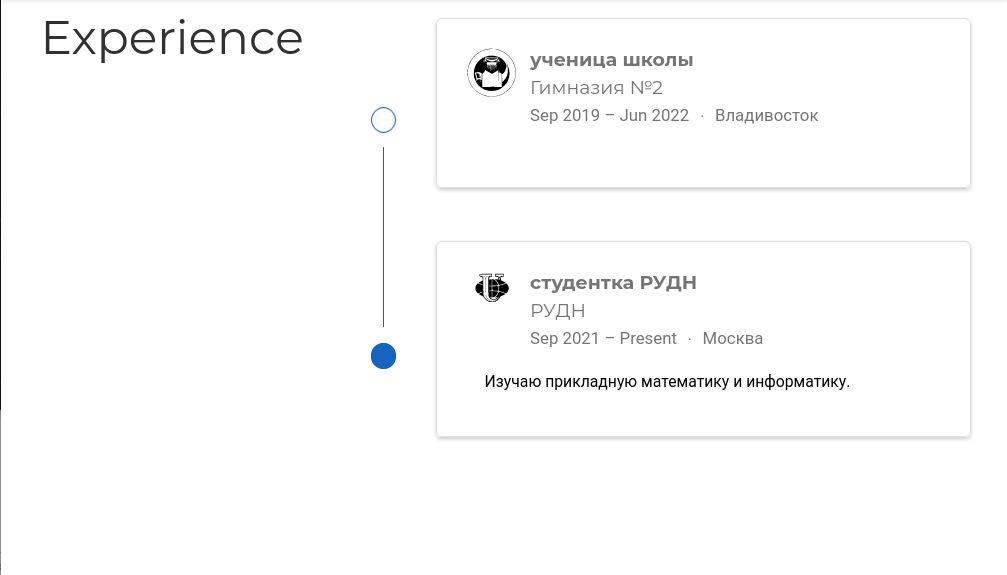 Experience
ученица школы
Гимназия №2
Sep 2019 – Jun 2022 · Владивосток
студентка РУДН
РУДН
Sep 2021 – Present · Москва
Изучаю прикладную математику и информатику.